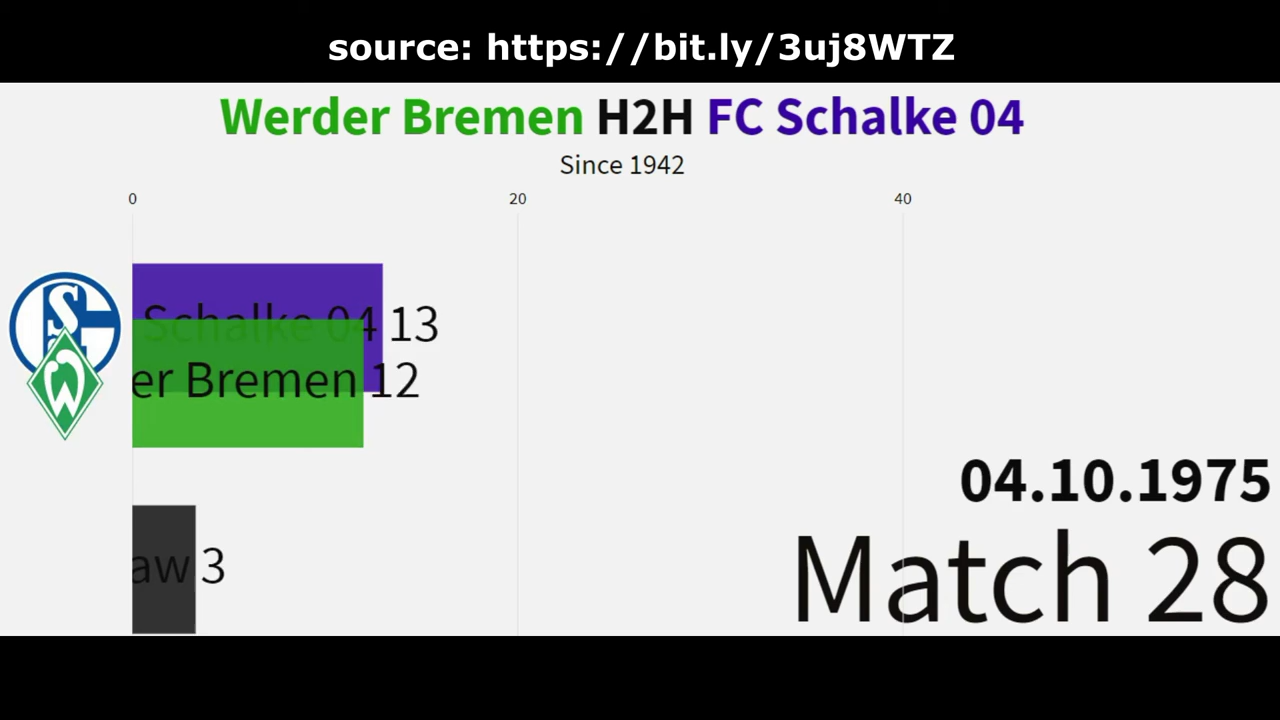 source: https://bit.ly/3uj8WTZ
Werder Bremen H2H FC Schalke 04
Since 1942
0 20 40
Schalke 04 13
er Bremen 12
aw 3
04.10.1975
Match 28